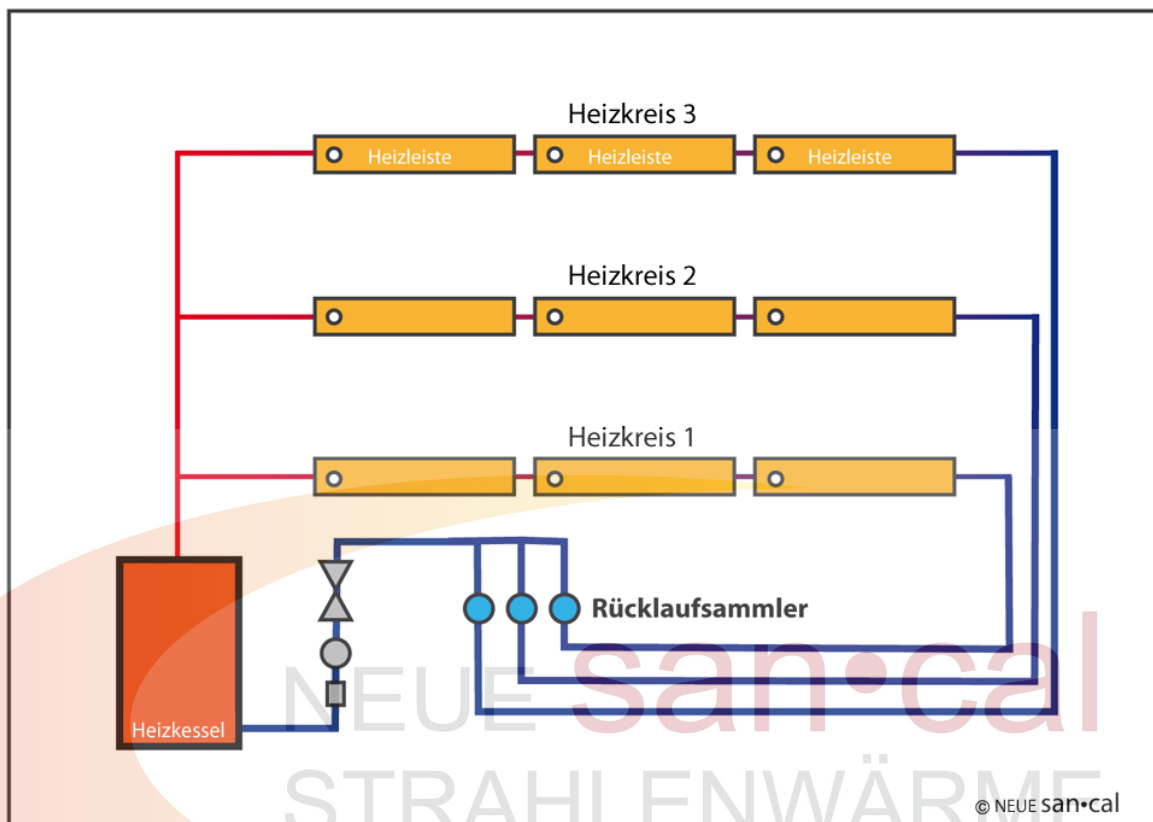 Heizkreis 3
Heizleiste Heizleiste Heizleiste
Heizkreis 2
Heizkreis 1
Rücklaufsammler
Heizkessel
NEUE san•cal
STRAHLENWÄRME
© NEUE san•cal